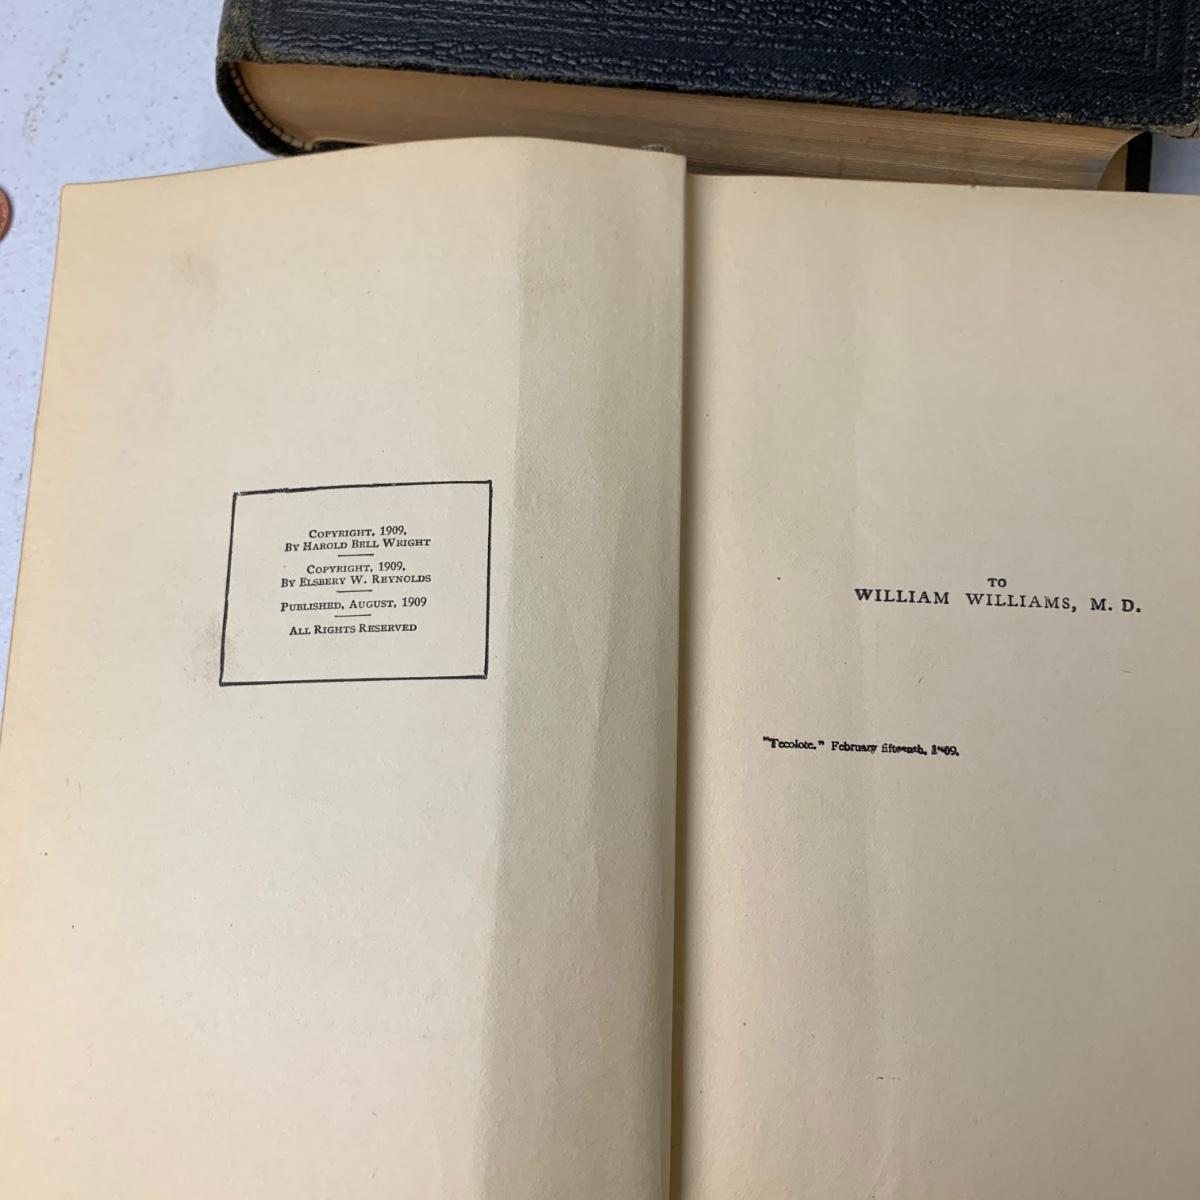 COPYRIGHT, 1909,
BY HAROLD BELL WRIGHT
COPYRIGHT, 1909,
BY ELSBERY W. REYNOLDS
PUBLISHED, AUGUST, 1909
ALL RIGHTS RESERVED
TO
WILLIAM WILLIAMS, M. D.
"Tecolote." February fifteenth, 1909.